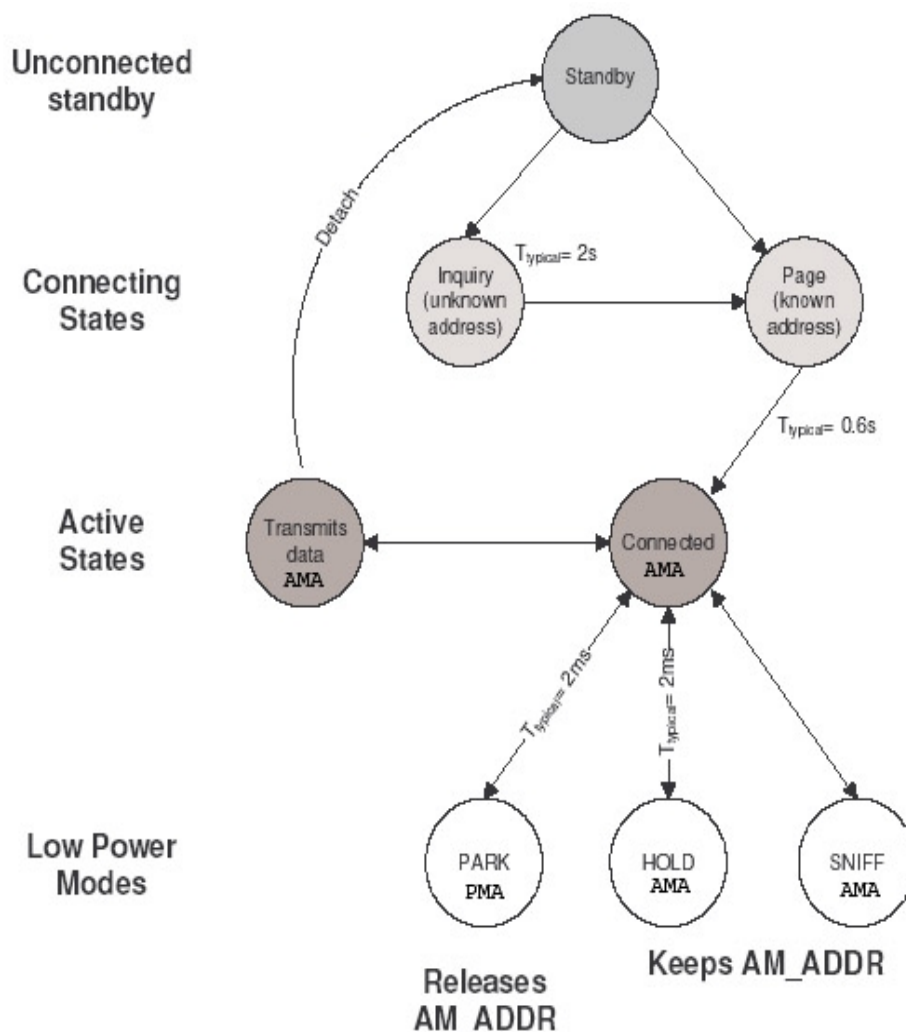 Unconnected
standby
Standby
Detach
Connecting
States
Inquiry
(unknown
address)
Ttypical= 2s
Page
(known
address)
Ttypical= 0.6s
Active
States
Transmits
data
AMA
Connected
AMA
Ttypical= 2ms
Ttypical= 2ms
Low Power
Modes
PARK
PMA
HOLD
AMA
SNIFF
AMA
Releases
AM_ADDR
Keeps AM_ADDR